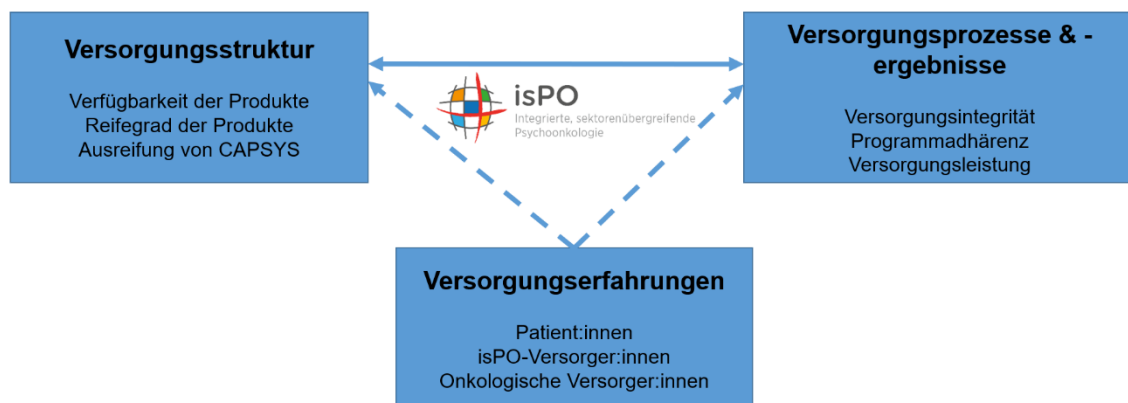 Versorgungsstruktur
Verfügbarkeit der Produkte
Reifegrad der Produkte
Ausreifung von CAPSYS
isPO
Integrierte, sektorenübergreifende
Psychoonkologie
Versorgungsprozesse & -
ergebnisse
Versorgungsintegrität
Programmadhärenz
Versorgungsleistung
Versorgungserfahrungen
Patient:innen
isPO-Versorger:innen
Onkologische Versorger:innen